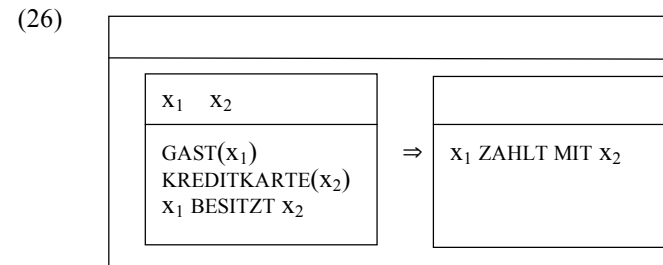 (26)
x₁ x₂
GAST(x₁)
KREDITKARTE(x₂)
x₁ BESITZT x₂
⇒
x₁ ZAHLT MIT x₂